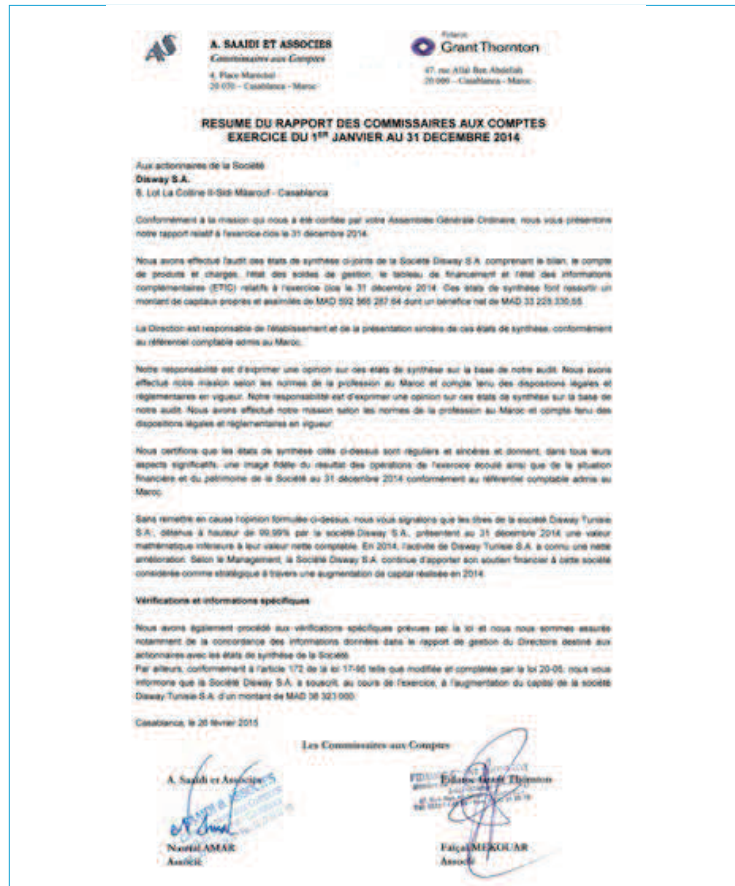 A. SAAIDI ET ASSOCIES
Commissaires aux Comptes
4, Place Maréchal
20 070 – Casablanca - Maroc
Fidaroc
Grant Thornton
47, rue Allal Ben Abdellah
20 000 – Casablanca - Maroc
RESUME DU RAPPORT DES COMMISSAIRES AUX COMPTES
EXERCICE DU 1ER JANVIER AU 31 DECEMBRE 2014
Aux actionnaires de la Société
Disway S.A.
8, Lot La Colline II-Sidi Mâarouf - Casablanca
Conformément à la mission qui nous a été confiée par votre Assemblée Générale Ordinaire, nous vous présentons
notre rapport relatif à l'exercice clos le 31 décembre 2014.
Nous avons effectué l'audit des états de synthèse ci-joints de la Société Disway S.A. comprenant le bilan, le compte
de produits et charges, l'état des soldes de gestion, le tableau de financement et l'état des informations
complémentaires (ETIC) relatifs à l'exercice clos le 31 décembre 2014. Ces états de synthèse font ressortir un
montant de capitaux propres et assimilés de MAD 592 565 287,64 dont un bénéfice net de MAD 33 229 330,55.
La Direction est responsable de l'établissement et de la présentation sincère de ces états de synthèse, conformément
au référentiel comptable admis au Maroc.
Notre responsabilité est d'exprimer une opinion sur ces états de synthèse sur la base de notre audit. Nous avons
effectué notre mission selon les normes de la profession au Maroc et compte tenu des dispositions légales et
réglementaires en vigueur. Notre responsabilité est d'exprimer une opinion sur ces états de synthèse sur la base de
notre audit. Nous avons effectué notre mission selon les normes de la profession au Maroc et compte tenu des
dispositions légales et réglementaires en vigueur.
Nous certifions que les états de synthèse cités ci-dessus sont réguliers et sincères et donnent, dans tous leurs
aspects significatifs, une image fidèle du résultat des opérations de l'exercice écoulé ainsi que de la situation
financière et du patrimoine de la Société au 31 décembre 2014 conformément au référentiel comptable admis au
Maroc.
Sans remettre en cause l'opinion formulée ci-dessus, nous vous signalons que les titres de la société Disway Tunisie
S.A., détenus à hauteur de 99,99% par la société Disway S.A., présentent au 31 décembre 2014 une valeur
mathématique inférieure à leur valeur nette comptable. En 2014, l'activité de Disway Tunisie S.A. a connu une nette
amélioration. Selon le Management, la Société Disway S.A. continue d'apporter son soutien financier à cette société
considérée comme stratégique à travers une augmentation de capital réalisée en 2014.
Vérifications et informations spécifiques
Nous avons également procédé aux vérifications spécifiques prévues par la loi et nous nous sommes assurés
notamment de la concordance des informations données dans le rapport de gestion du Directoire destiné aux
actionnaires avec les états de synthèse de la Société.
Par ailleurs, conformément à l'article 172 de la loi 17-95 telle que modifiée et complétée par la loi 20-05, nous vous
informons que la Société Disway S.A. a souscrit, au cours de l'exercice, à l'augmentation du capital de la société
Disway Tunisie S.A. d'un montant de MAD 36 323 000.
Casablanca, le 26 février 2015
Les Commissaires aux Comptes
A. Saaidi et Associés
Fidaroc Grant Thornton
Nawfal AMAR
Associé
Faiçal MEKOUAR
Associé